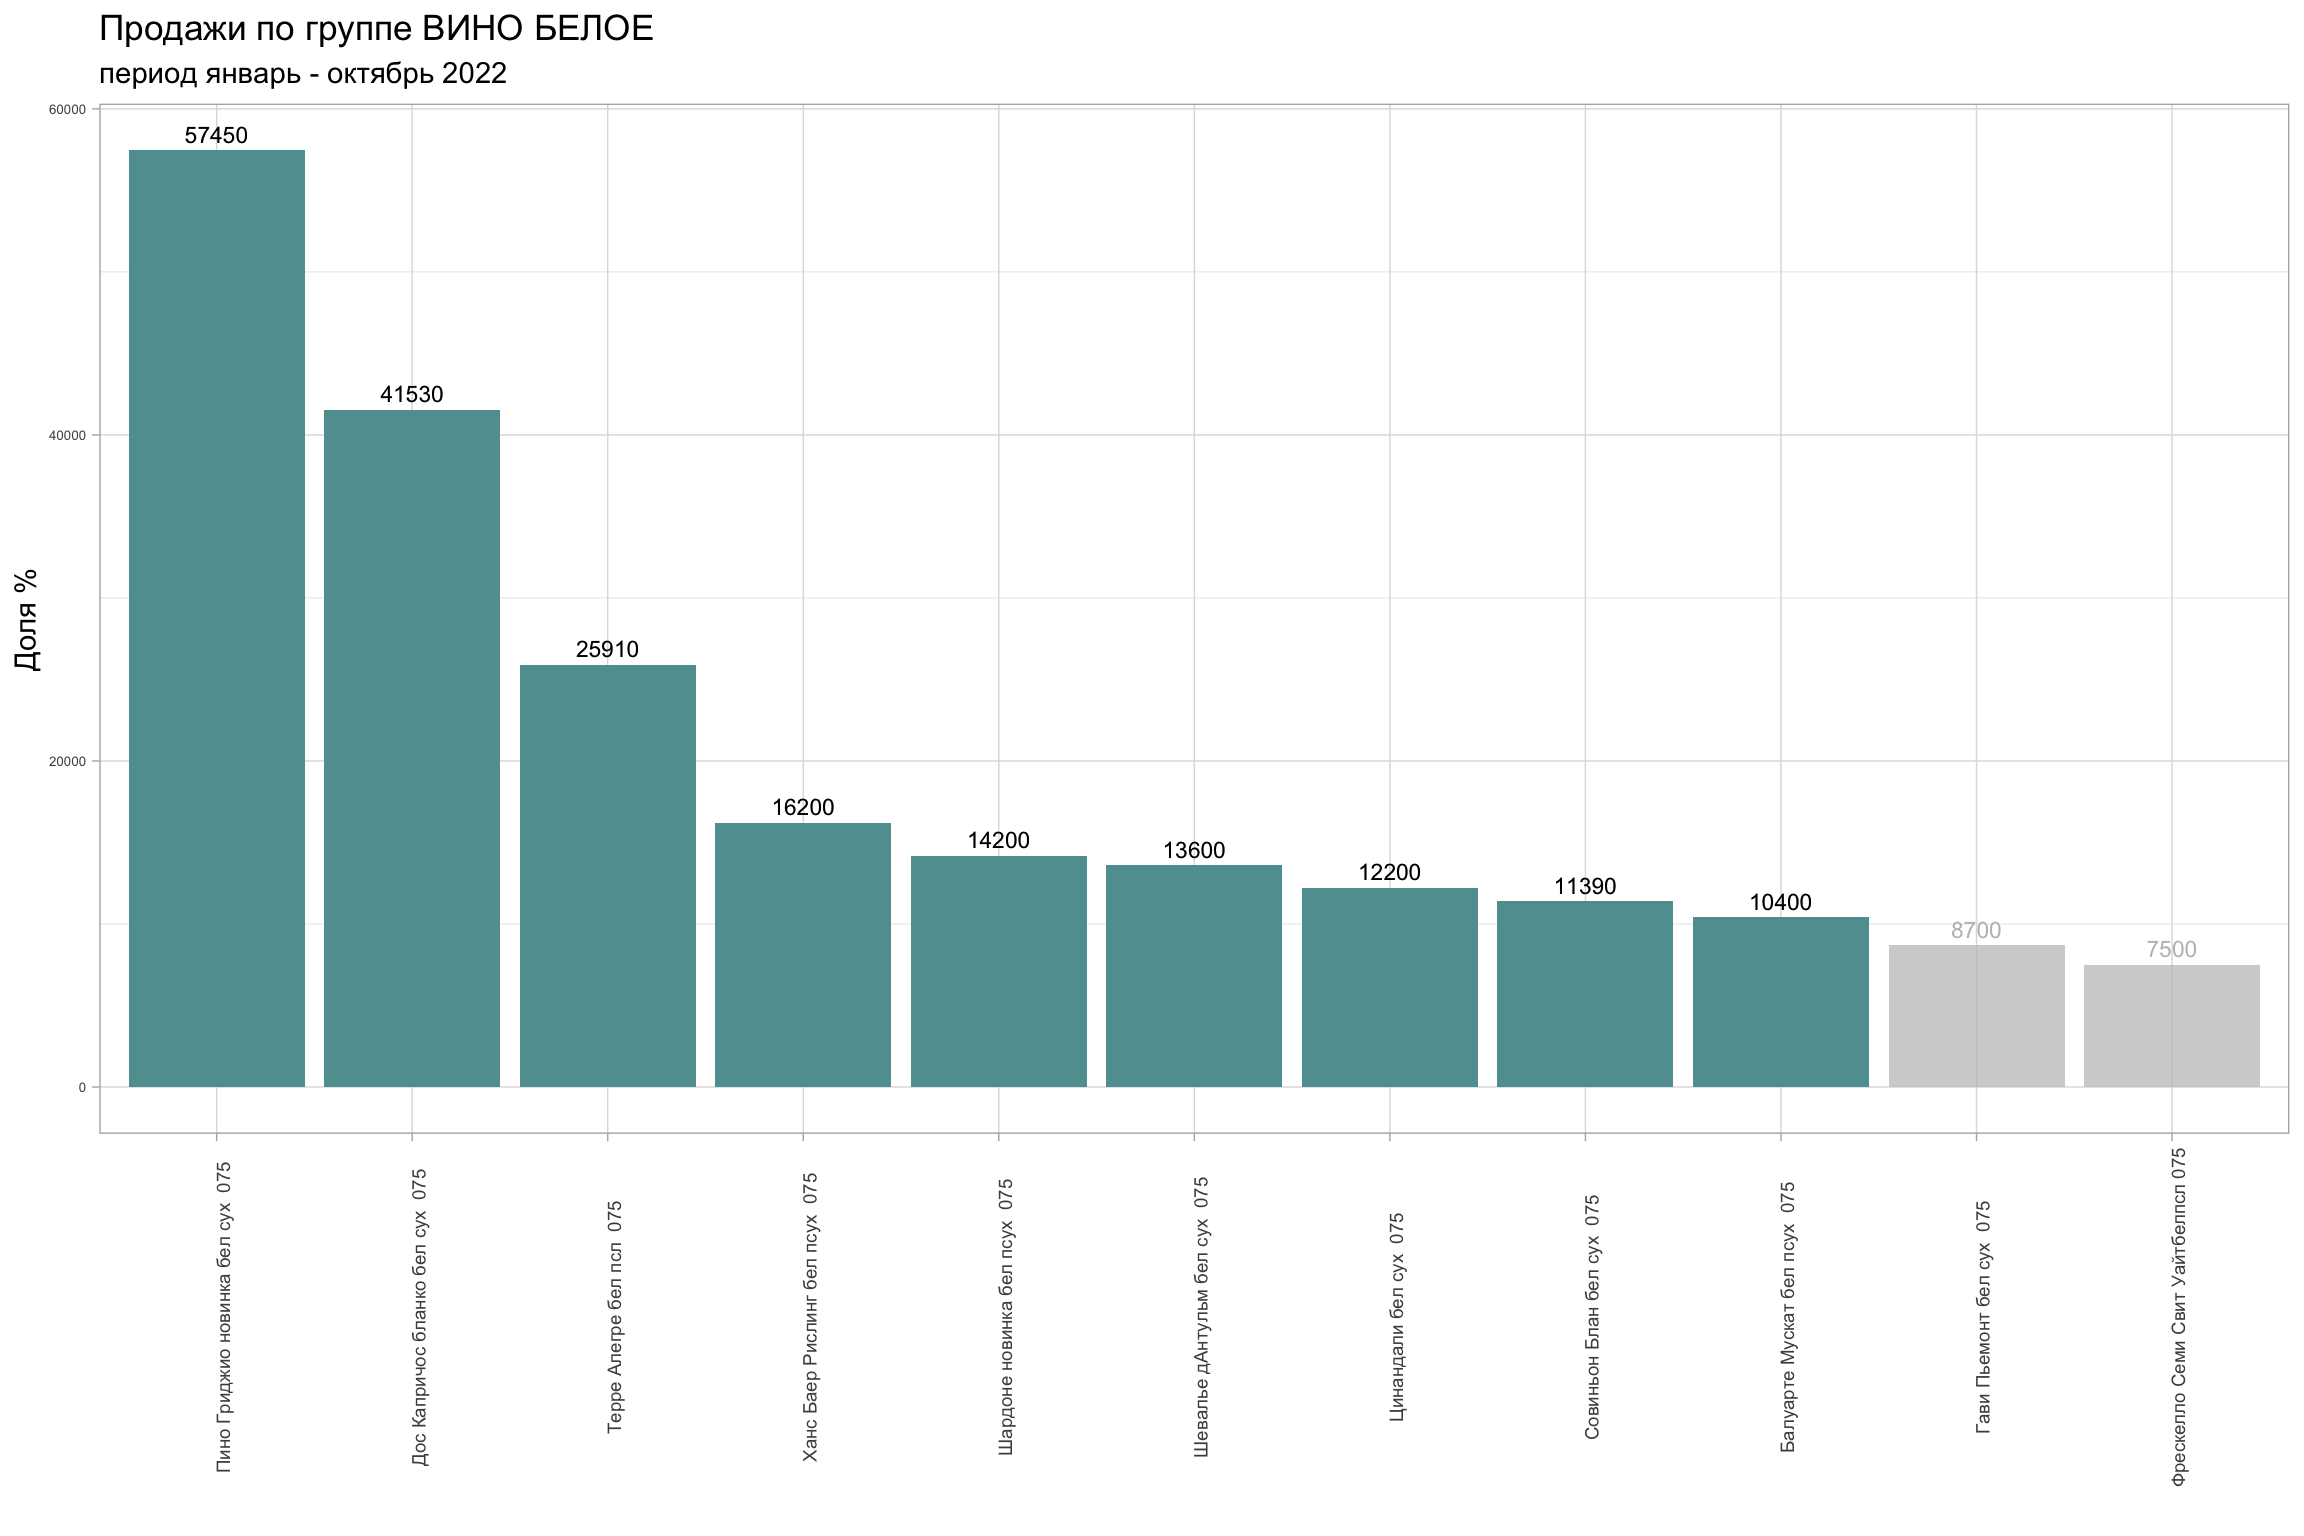 Продажи по группе ВИНО БЕЛОЕ
период январь - октябрь 2022
Доля %
60000
40000
20000
0
57450
41530
25910
16200
14200
13600
12200
11390
10400
8700
7500
Пино Гриджио новинка бел сух 075
Дос Капричос бланко бел сух 075
Терре Алегре бел псл 075
Ханс Баер Рислинг бел псух 075
Шардоне новинка бел псух 075
Шевалье дАнтульм бел сух 075
Цинандали бел сух 075
Совиньон Блан бел сух 075
Балуарте Мускат бел псух 075
Гави Пьемонт бел сух 075
Фрескелло Семи Свит Уайтбелпсл 075